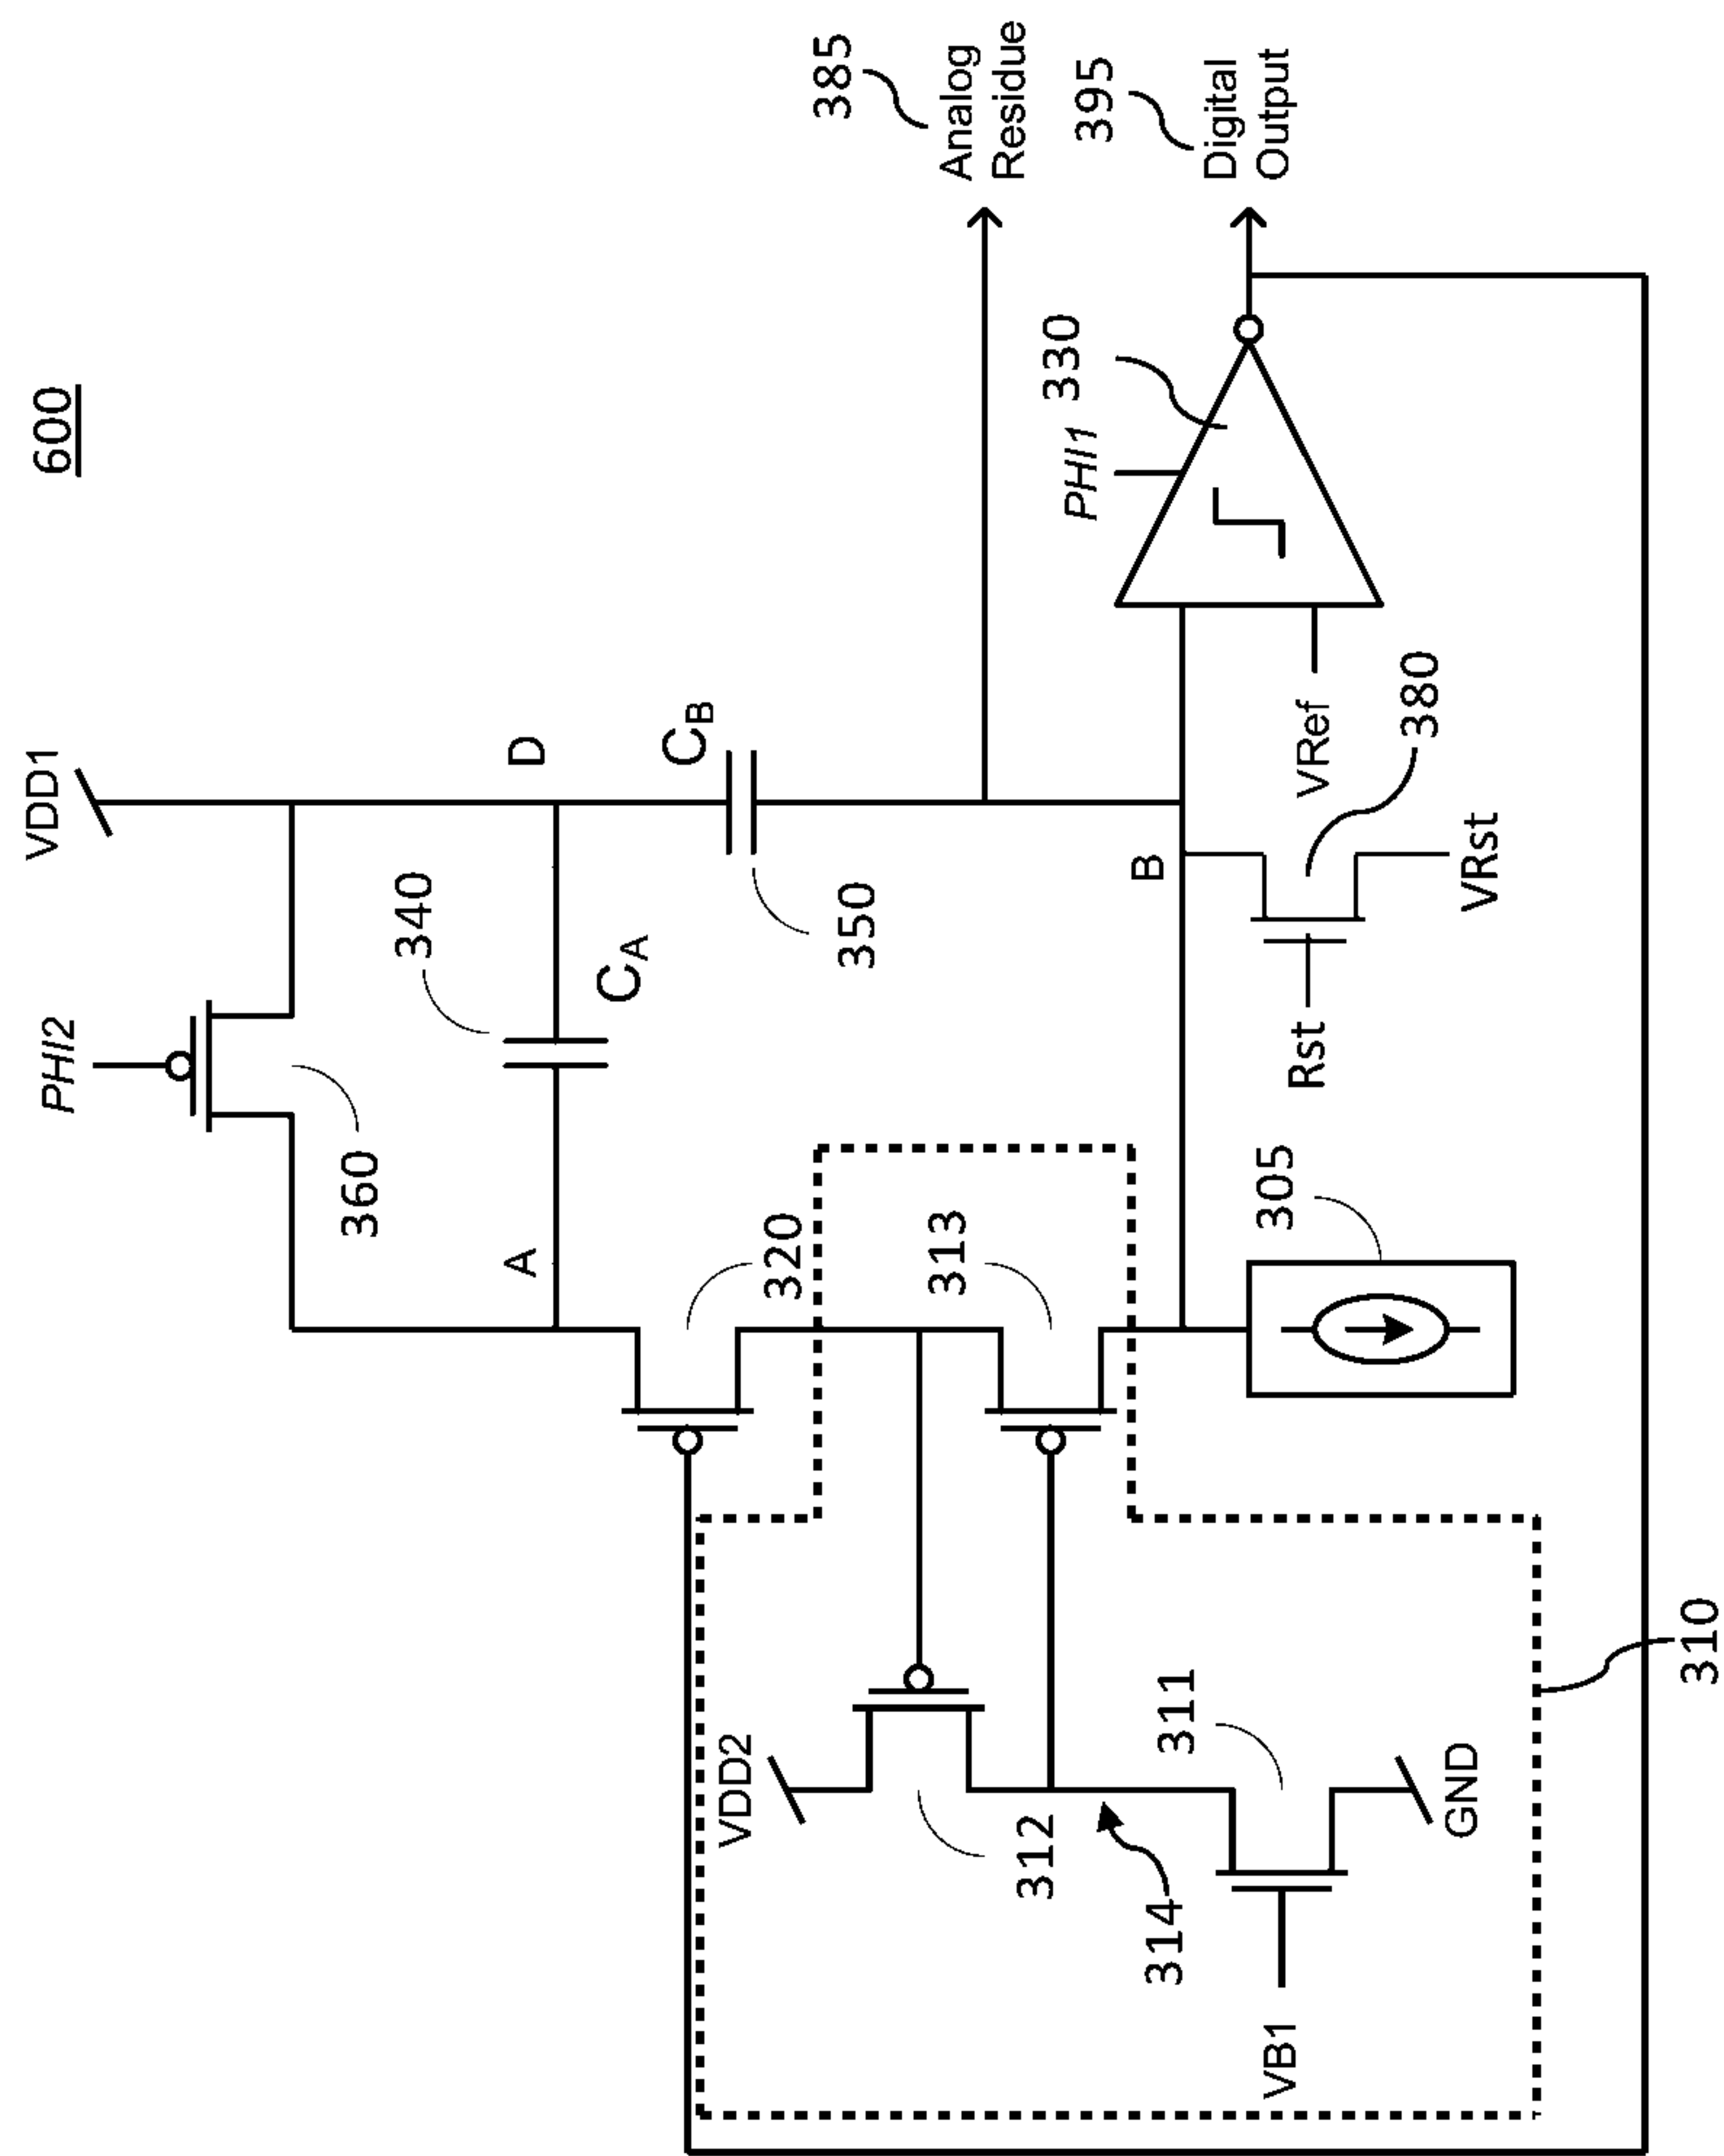 600
VDD1
PHI2
360
340
CA
D
CB
350
A
320
313
305
B
385
Analog
Residue
395
Digital
Output
PHI1
330
VRef
380
Rst
VRst
VDD2
312
314
311
VB1
GND
310